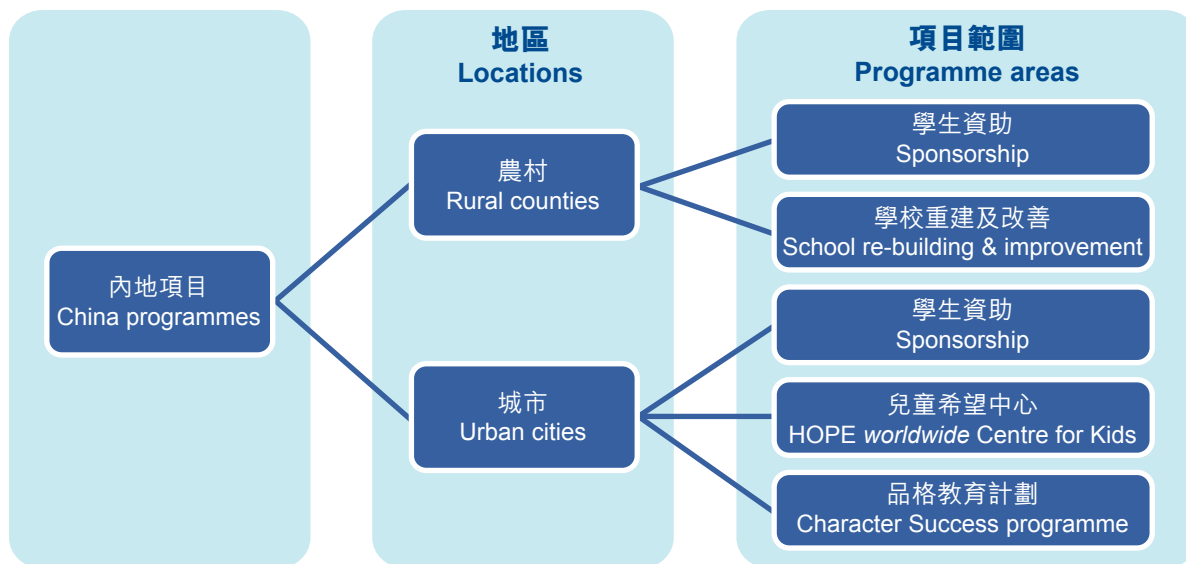 地區
Locations
項目範圍
Programme areas
內地項目
China programmes
農村
Rural counties
城市
Urban cities
學生資助
Sponsorship
學校重建及改善
School re-building & improvement
學生資助
Sponsorship
兒童希望中心
HOPE worldwide Centre for Kids
品格教育計劃
Character Success programme